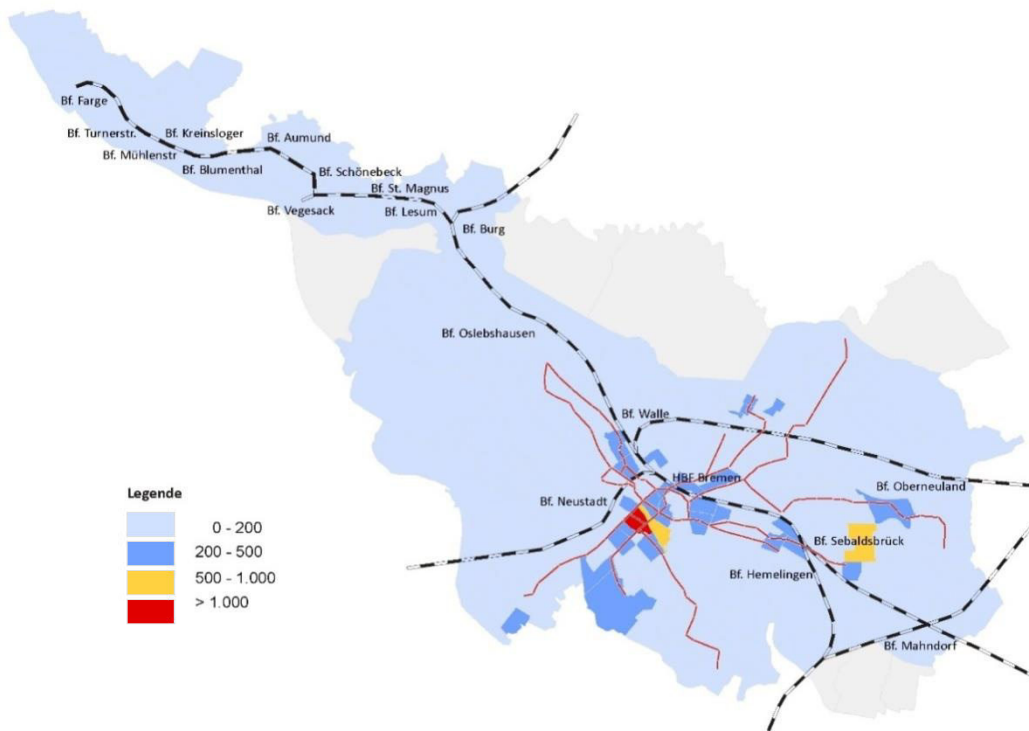 Bf. Farge
Bf. Turnerstr.
Bf. Kreinsloger
Bf. Aumund
Bf. Mühlenstr
Bf. Blumenthal
Bf. Schönebeck
Bf. St. Magnus
Bf. Vegesack
Bf. Lesum
Bf. Burg
Bf. Oslebshausen
Bf. Walle
HBF Bremen
Bf. Neustadt
Bf. Oberneuland
Bf. Sebaldsbrück
Bf. Hemelingen
Bf. Mahndorf
Legende
0 - 200
200 - 500
500 - 1.000
> 1.000